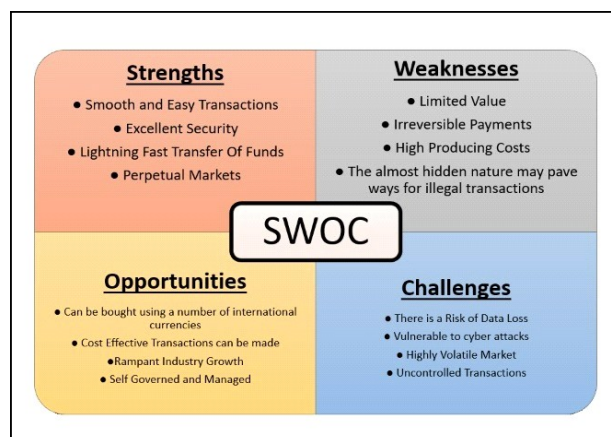 Strengths
● Smooth and Easy Transactions
● Excellent Security
● Lightning Fast Transfer Of Funds
● Perpetual Markets
Weaknesses
● Limited Value
● Irreversible Payments
● High Producing Costs
● The almost hidden nature may pave
ways for illegal transactions
SWOC
Opportunities
● Can be bought using a number of international
currencies
● Cost Effective Transactions can be made
●Rampant Industry Growth
● Self Governed and Managed
Challenges
● There is a Risk of Data Loss
● Vulnerable to cyber attacks
● Highly Volatile Market
● Uncontrolled Transactions